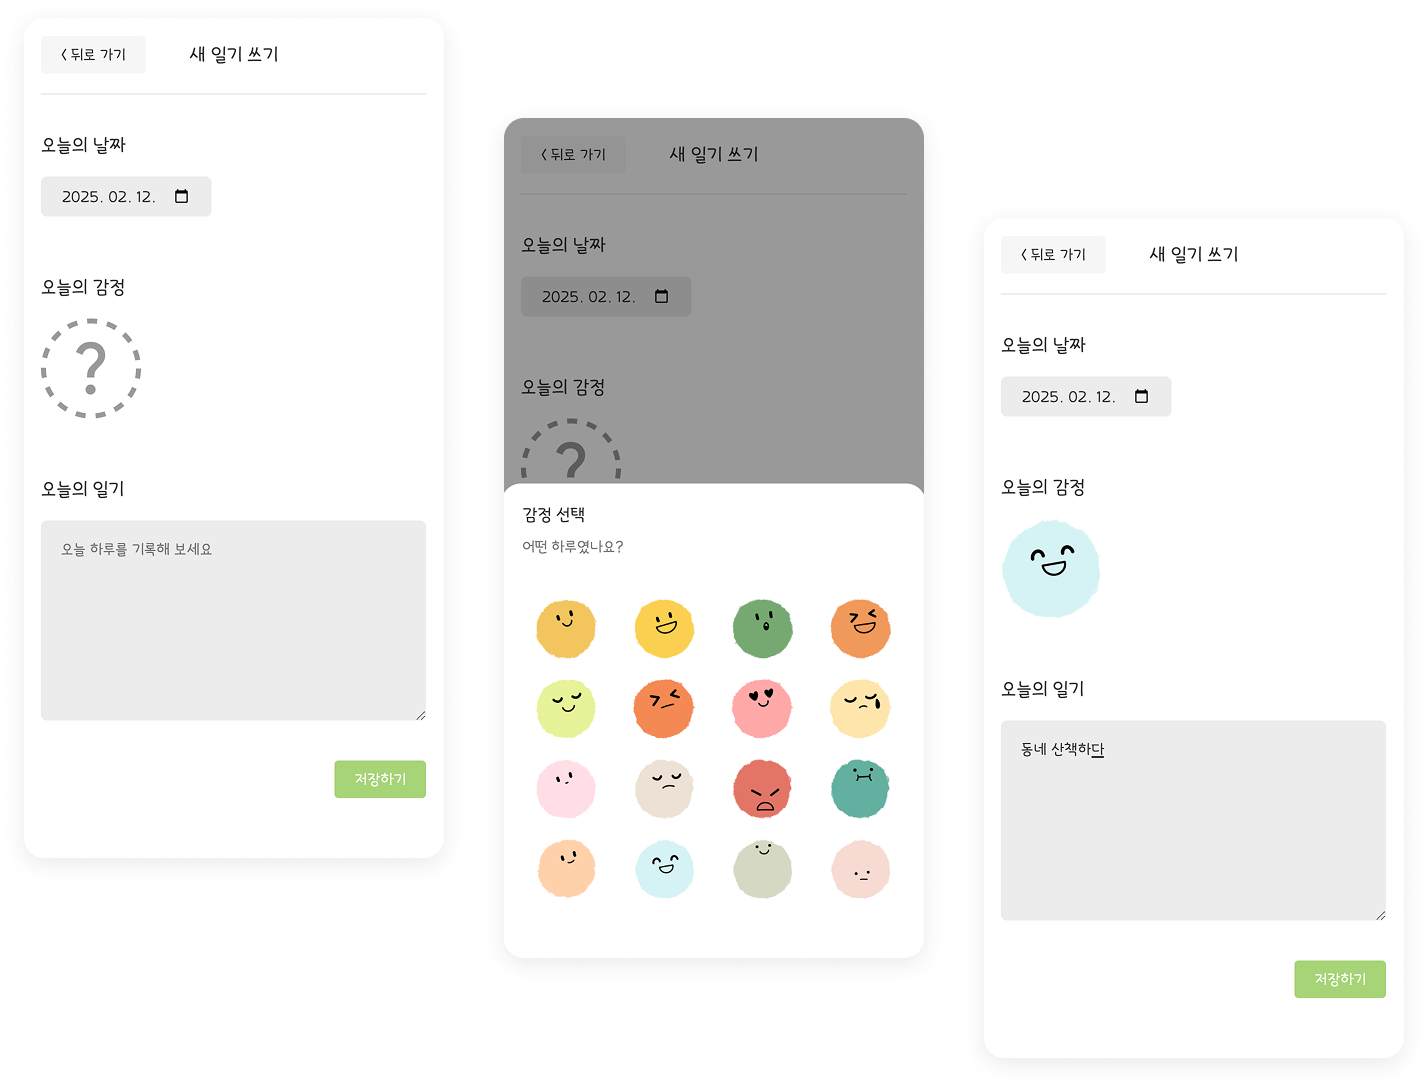 < 뒤로 가기
새 일기 쓰기
오늘의 날짜
2025. 02. 12.
오늘의 감정
?
오늘의 일기
오늘 하루를 기록해 보세요
저장하기
< 뒤로 가기
새 일기 쓰기
오늘의 날짜
2025. 02. 12.
오늘의 감정
?
감정 선택
어떤 하루였나요?
< 뒤로 가기
새 일기 쓰기
오늘의 날짜
2025. 02. 12.
오늘의 감정
오늘의 일기
동네 산책하다
저장하기